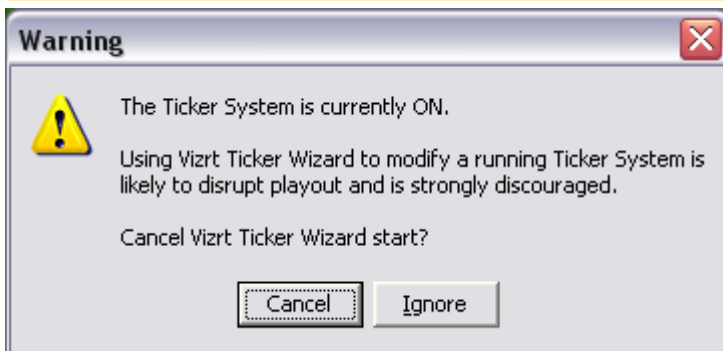 Warning
The Ticker System is currently ON.
Using Vizrt Ticker Wizard to modify a running Ticker System is
likely to disrupt playout and is strongly discouraged.
Cancel Vizrt Ticker Wizard start?
Cancel Ignore